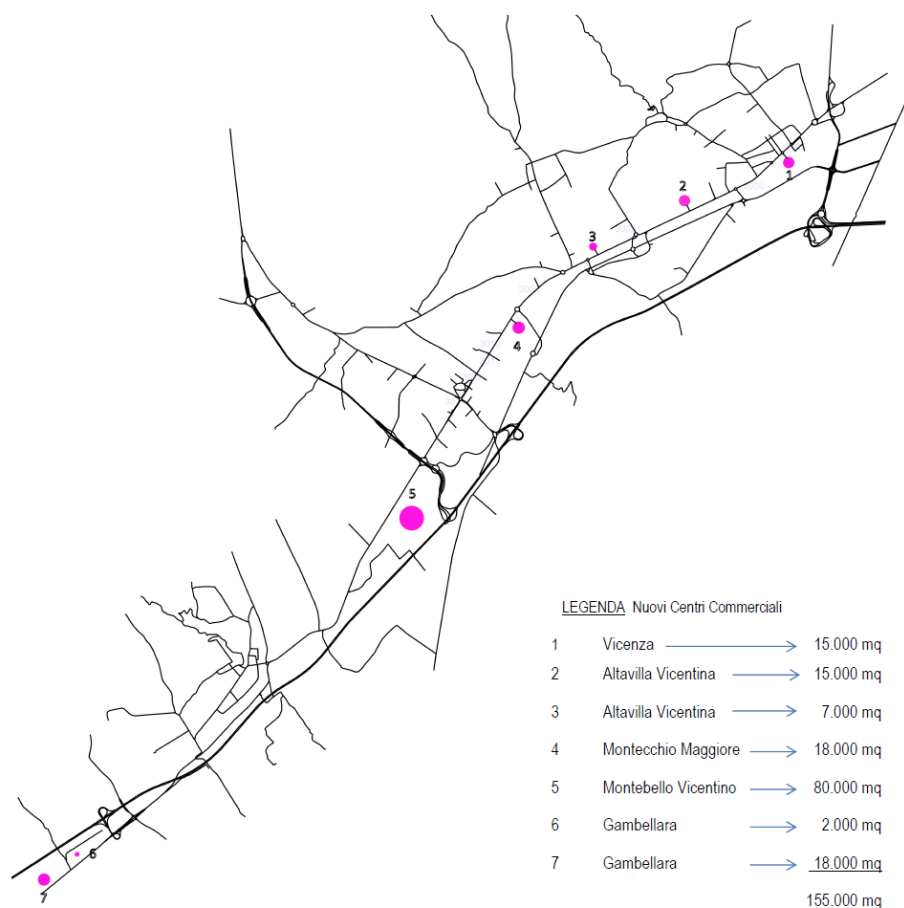 1
2
3
4
5
6
7
LEGENDA Nuovi Centri Commerciali
1 Vicenza 15.000 mq
2 Altavilla Vicentina 15.000 mq
3 Altavilla Vicentina 7.000 mq
4 Montecchio Maggiore 18.000 mq
5 Montebello Vicentino 80.000 mq
6 Gambellara 2.000 mq
7 Gambellara 18.000 mq
155.000 mq